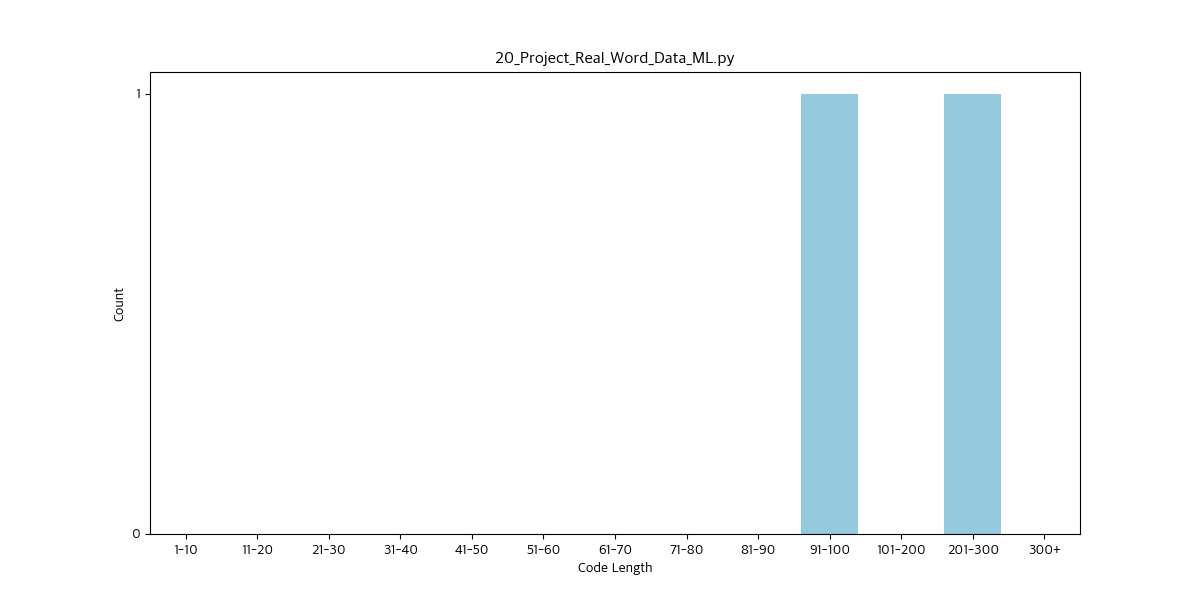 20_Project_Real_Word_Data_ML.py
1
Count
0
1-10 11-20 21-30 31-40 41-50 51-60 61-70 71-80 81-90 91-100 101-200 201-300 300+
Code Length